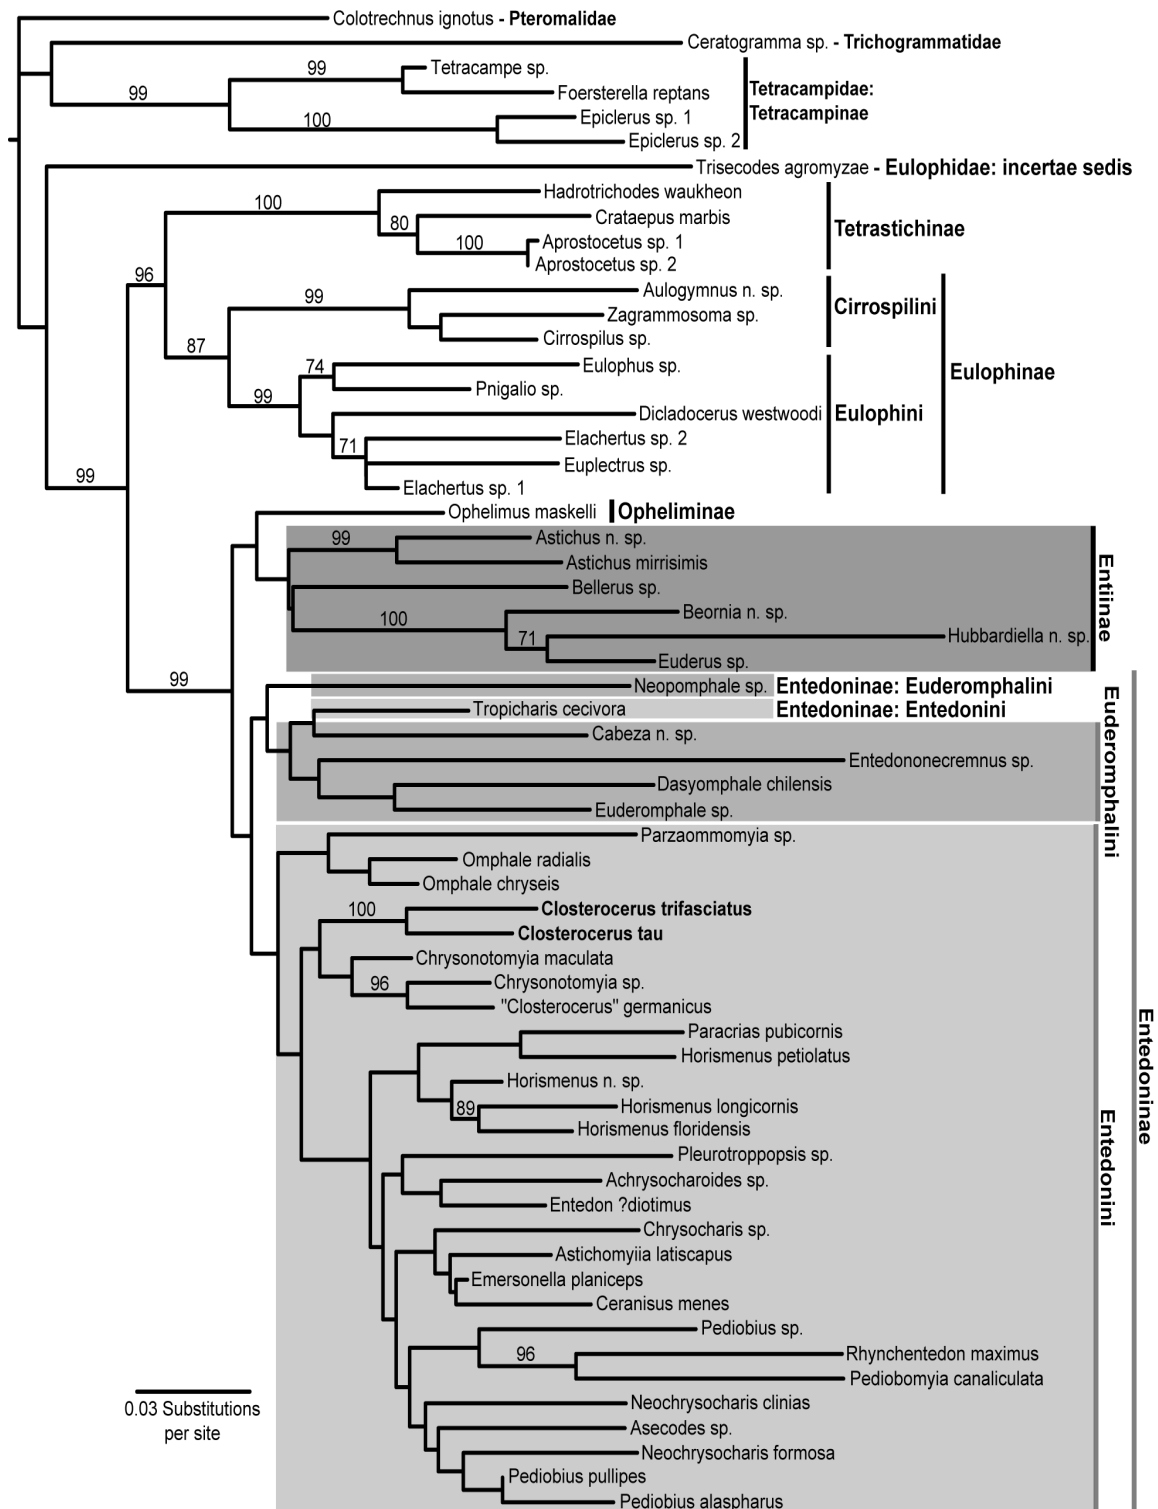 Colotrechnus ignotus - Pteromalidae
Ceratogramma sp. - Trichogrammatidae
99
Tetracampe sp.
99
Foersterella reptans
Tetracampidae:
Tetracampinae
100
Epiclerus sp. 1
Epiclerus sp. 2
Trisecodes agromyzae - Eulophidae: incertae sedis
100
Hadrotrichodes waukheon
80
Crataepus marbis
Tetrastichinae
100
Aprostocetus sp. 1
Aprostocetus sp. 2
96
99
Aulogymnus n. sp.
Zagrammosoma sp.
Cirrospilini
Cirrospilus sp.
87
74
Eulophus sp.
Eulophinae
99
Pnigalio sp.
Dicladocerus westwoodi
Eulophini
71
Elachertus sp. 2
Euplectrus sp.
99
Elachertus sp. 1
Ophelimus maskelli
Opheliminae
99
Astichus n. sp.
Astichus mirrisimis
Entiinae
Bellerus sp.
100
Beornia n. sp.
71
Hubbardiella n. sp.
Euderus sp.
99
Neopomphale sp.
Entedoninae: Euderomphalini
Tropicharis cecivora
Entedoninae: Entedonini
Cabeza n. sp.
Euderomphalini
Entedononecremnus sp.
Dasyomphale chilensis
Euderomphale sp.
Parzaommomyia sp.
Omphale radialis
Omphale chryseis
100
Closterocerus trifasciatus
Closterocerus tau
Chrysonotomyia maculata
96
Chrysonotomyia sp.
"Closterocerus" germanicus
Entedoninae
Paracrias pubicornis
Horismenus petiolatus
Horismenus n. sp.
89
Horismenus longicornis
Horismenus floridensis
Entedonini
Pleurotroppopsis sp.
Achrysocharoides sp.
Entedon ?diotimus
Chrysocharis sp.
Astichomyiia latiscapus
Emersonella planiceps
Ceranisus menes
Pediobius sp.
96
Rhynchentedon maximus
Pediobomyia canaliculata
Neochrysocharis clinias
Asecodes sp.
Neochrysocharis formosa
Pediobius pullipes
Pediobius alaspharus
0.03 Substitutions
per site